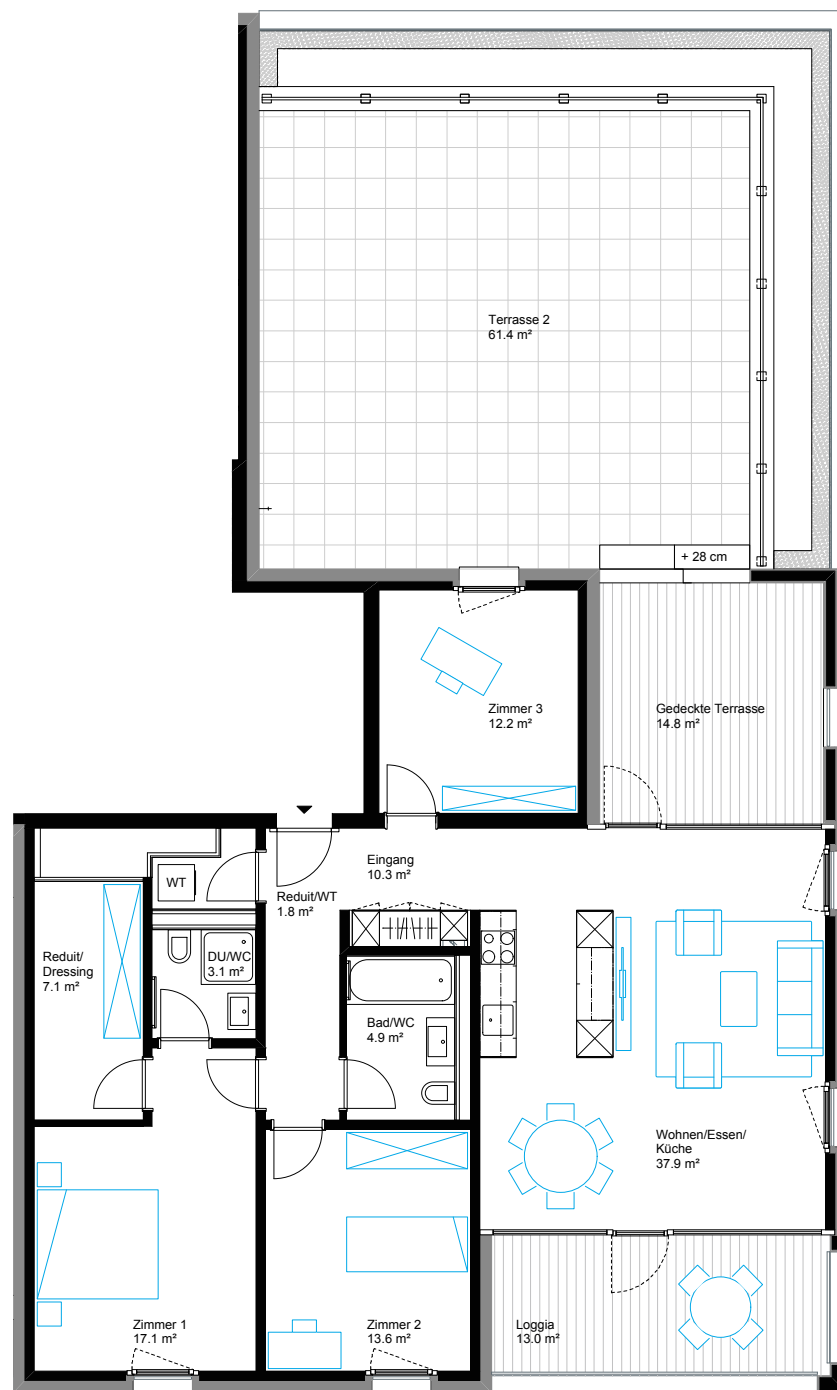 Terrasse 2
61.4 m²
+ 28 cm
Zimmer 3
12.2 m²
Gedeckte Terrasse
14.8 m²
Eingang
10.3 m²
WT
Reduit/WT
1.8 m²
Reduit/
Dressing
7.1 m²
DU/WC
3.1 m²
Bad/WC
4.9 m²
Wohnen/Essen/
Küche
37.9 m²
Zimmer 1
17.1 m²
Zimmer 2
13.6 m²
Loggia
13.0 m²